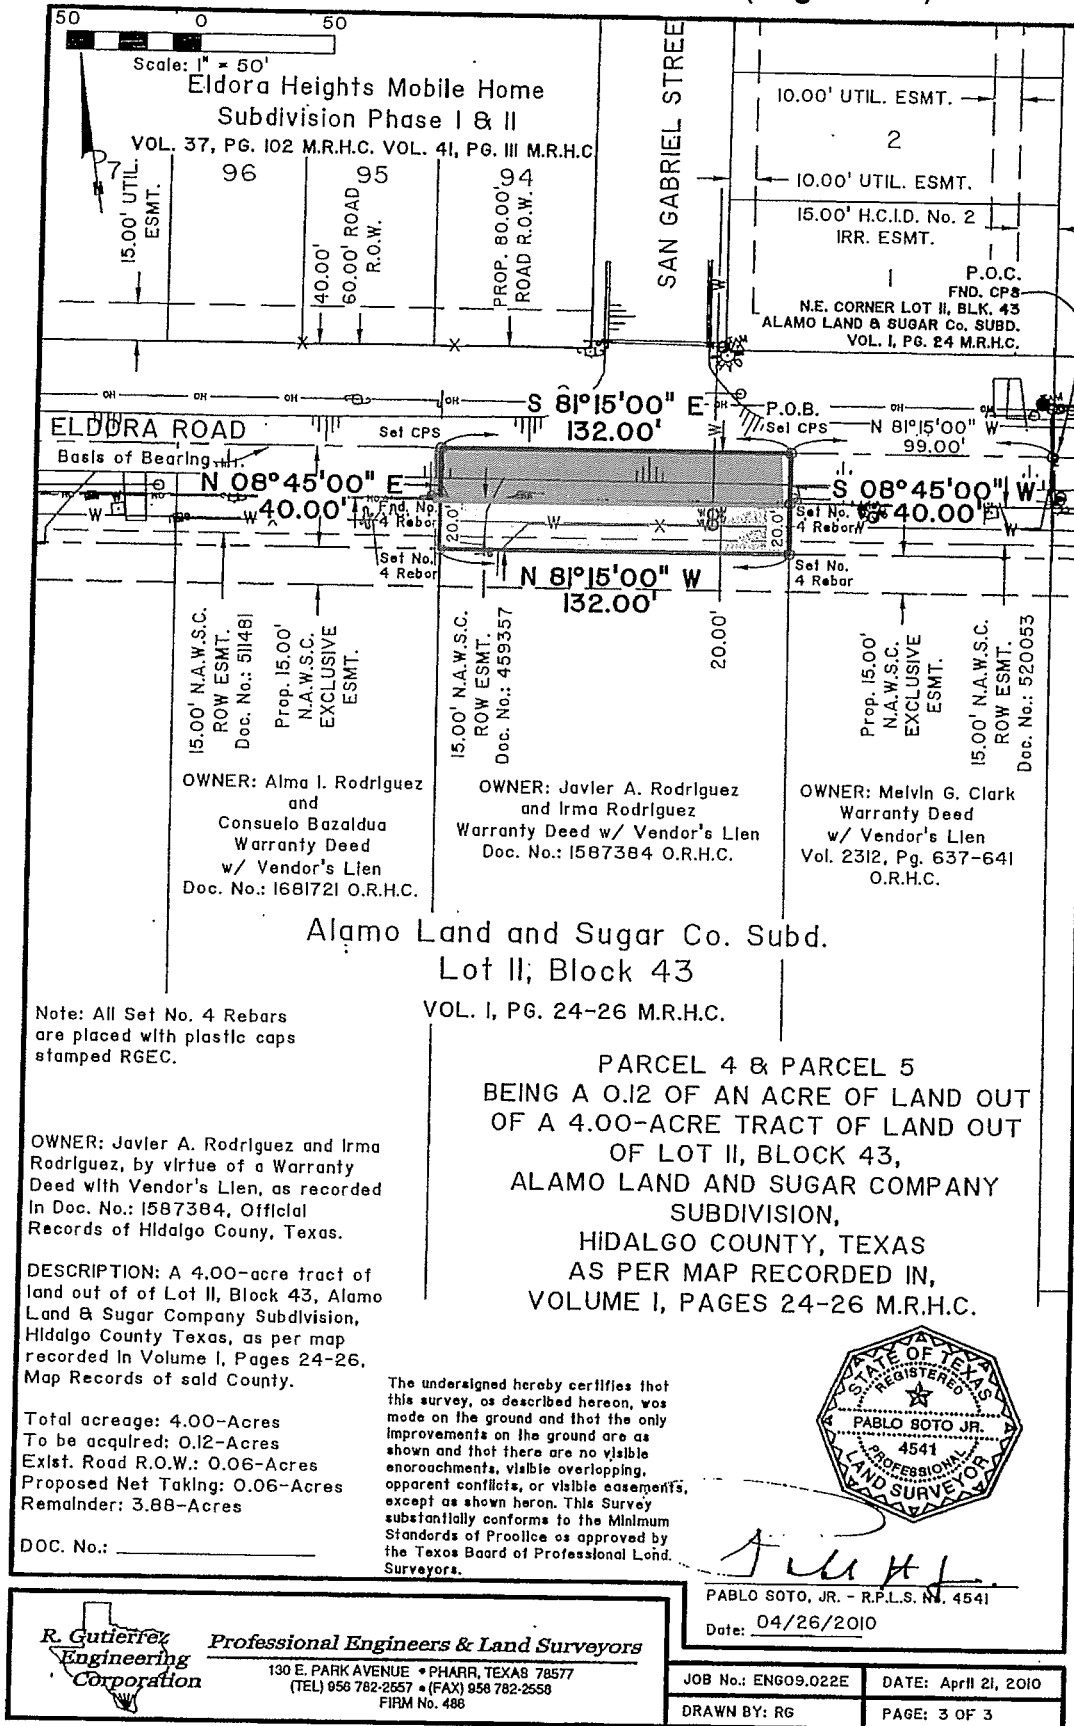 50 0 50
Scale: 1" = 50'
Eldora Heights Mobile Home
Subdivision Phase I & II
VOL. 37, PG. 102 M.R.H.C. VOL. 41, PG. III M.R.H.C.
96
95
94
15.00' UTIL.
ESMT.
40.00'
60.00' ROAD
R.O.W.
PROP. 80.00'
ROAD R.O.W.
SAN GABRIEL STREE
10.00' UTIL. ESMT.
2
10.00' UTIL. ESMT.
15.00' H.C.I.D. No. 2
IRR. ESMT.
1
P.O.C.
FND. CPS
N.E. CORNER LOT II, BLK. 43
ALAMO LAND & SUGAR Co. SUBD.
VOL. I, PG. 24 M.R.H.C.
OH OH OH OH OH OH
ELDORA ROAD
Basis of Bearing
Set CPS
S 81°15'00" E
132.00'
P.O.B.
Set CPS
N 81°15'00" W
99.00'
N 08°45'00" E
40.00'
Fnd. No.
4 Rebar
Set No.
4 Rebar
20.0'
20.0'
S 08°45'00" W
40.00'
Set No.
4 Rebar
Set No.
4 Rebar
N 81°15'00" W
132.00'
15.00' N.A.W.S.C.
ROW ESMT.
Doc. No.: 511481
Prop. 15.00'
N.A.W.S.C.
EXCLUSIVE
ESMT.
15.00' N.A.W.S.C.
ROW ESMT.
Doc. No.: 459357
20.00'
Prop. 15.00'
N.A.W.S.C.
EXCLUSIVE
ESMT.
15.00' N.A.W.S.C.
ROW ESMT.
Doc. No.: 520053
OWNER: Alma I. Rodriguez
and
Consuelo Bazaldua
Warranty Deed
w/ Vendor's Lien
Doc. No.: 1681721 O.R.H.C.
OWNER: Javier A. Rodriguez
and Irma Rodriguez
Warranty Deed w/ Vendor's Lien
Doc. No.: 1587384 O.R.H.C.
OWNER: Melvin G. Clark
Warranty Deed
w/ Vendor's Lien
Vol. 2312, Pg. 637-641
O.R.H.C.
Alamo Land and Sugar Co. Subd.
Lot II; Block 43
VOL. I, PG. 24-26 M.R.H.C.
Note: All Set No. 4 Rebars
are placed with plastic caps
stamped RGEC.
PARCEL 4 & PARCEL 5
BEING A 0.12 OF AN ACRE OF LAND OUT
OF A 4.00-ACRE TRACT OF LAND OUT
OF LOT II, BLOCK 43,
ALAMO LAND AND SUGAR COMPANY
SUBDIVISION,
HIDALGO COUNTY, TEXAS
AS PER MAP RECORDED IN,
VOLUME I, PAGES 24-26 M.R.H.C.
OWNER: Javier A. Rodriguez and Irma
Rodriguez, by virtue of a Warranty
Deed with Vendor's Lien, as recorded
in Doc. No.: 1587384, Official
Records of Hidalgo Couny, Texas.
DESCRIPTION: A 4.00-acre tract of
land out of of Lot II, Block 43, Alamo
Land & Sugar Company Subdivision,
Hidalgo County Texas, as per map
recorded in Volume I, Pages 24-26,
Map Records of said County.
Total acreage: 4.00-Acres
To be acquired: 0.12-Acres
Exist. Road R.O.W.: 0.06-Acres
Proposed Net Taking: 0.06-Acres
Remainder: 3.88-Acres
DOC. No.:
The undersigned hereby certifies that
this survey, as described hereon, was
made on the ground and that the only
improvements on the ground are as
shown and that there are no visible
encroachments, visible overlopping,
apparent conflicts, or visible easements,
except as shown heron. This Survey
substantially conforms to the Minimum
Standards of Practice as approved by
the Texas Board of Professional Land
Surveyors.
STATE OF TEXAS
REGISTERED
PABLO SOTO JR.
4541
PROFESSIONAL
LAND SURVEYOR
PABLO SOTO, JR. - R.P.L.S. No. 4541
Date: 04/26/2010
R. Gutierrez
Engineering
Corporation
Professional Engineers & Land Surveyors
130 E. PARK AVENUE • PHARR, TEXAS 78577
(TEL) 956 782-2557 • (FAX) 956 782-2558
FIRM No. 486
JOB No.: ENG09.022E
DATE: April 21, 2010
DRAWN BY: RG
PAGE: 3 OF 3